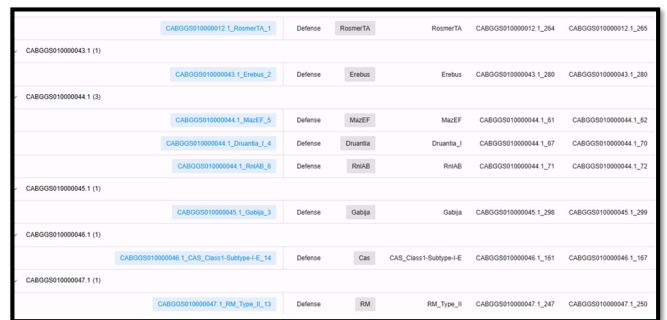 CABGGS010000012.1_RosmerTA_1 Defense RosmerTA RosmerTA CABGGS010000012.1_264 CABGGS010000012.1_265
CABGGS010000043.1 (1)
CABGGS010000043.1_Erebus_2 Defense Erebus Erebus CABGGS010000043.1_280 CABGGS010000043.1_280
CABGGS010000044.1 (3)
CABGGS010000044.1_MazEF_5 Defense MazEF MazEF CABGGS010000044.1_61 CABGGS010000044.1_62
CABGGS010000044.1_Druantia_I_4 Defense Druantia Druantia_I CABGGS010000044.1_67 CABGGS010000044.1_70
CABGGS010000044.1_RnlAB_6 Defense RnlAB RnlAB CABGGS010000044.1_71 CABGGS010000044.1_72
CABGGS010000045.1 (1)
CABGGS010000045.1_Gabija_3 Defense Gabija Gabija CABGGS010000045.1_298 CABGGS010000045.1_299
CABGGS010000046.1 (1)
CABGGS010000046.1_CAS_Class1-Subtype-I-E_14 Defense Cas CAS_Class1-Subtype-I-E CABGGS010000046.1_161 CABGGS010000046.1_167
CABGGS010000047.1 (1)
CABGGS010000047.1_RM_Type_II_13 Defense RM RM_Type_II CABGGS010000047.1_247 CABGGS010000047.1_250